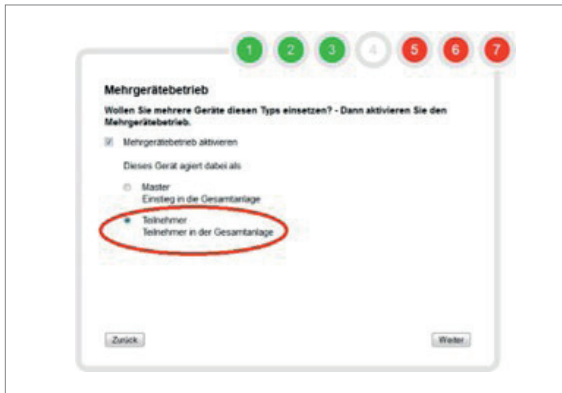 1 2 3 4 5 6 7
Mehrgerätebetrieb
Wollen Sie mehrere Geräte diesen Typs einsetzen? - Dann aktivieren Sie den
Mehrgerätebetrieb.
Mehrgerätebetrieb aktivieren
Dieses Gerät agiert dabei als
Master
Einstieg in die Gesamtanlage
Teilnehmer
Teilnehmer in der Gesamtanlage
Zurück Weiter